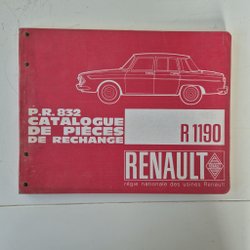 P.R. 832
CATALOGUE
DE PIÈCES
DE RECHANGE
R 1190
RENAULT
régie nationale des usines Renault